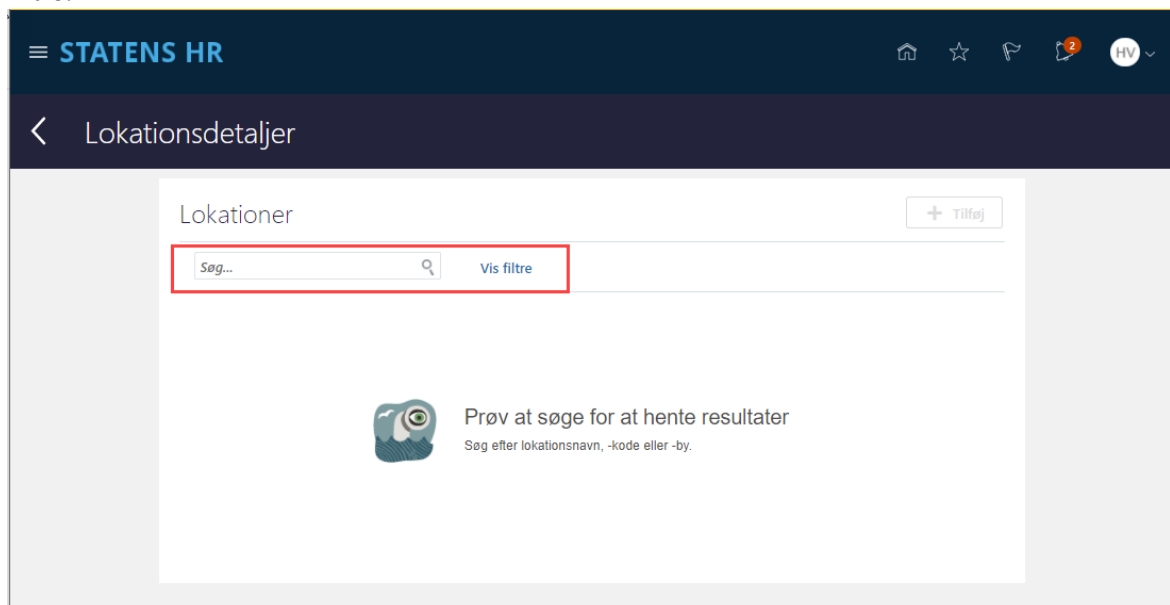 STATENS HR
2
HV
Lokationsdetaljer
Lokationer
+ Tilføj
Søg...
Vis filtre
Prøv at søge for at hente resultater
Søg efter lokationsnavn, -kode eller -by.